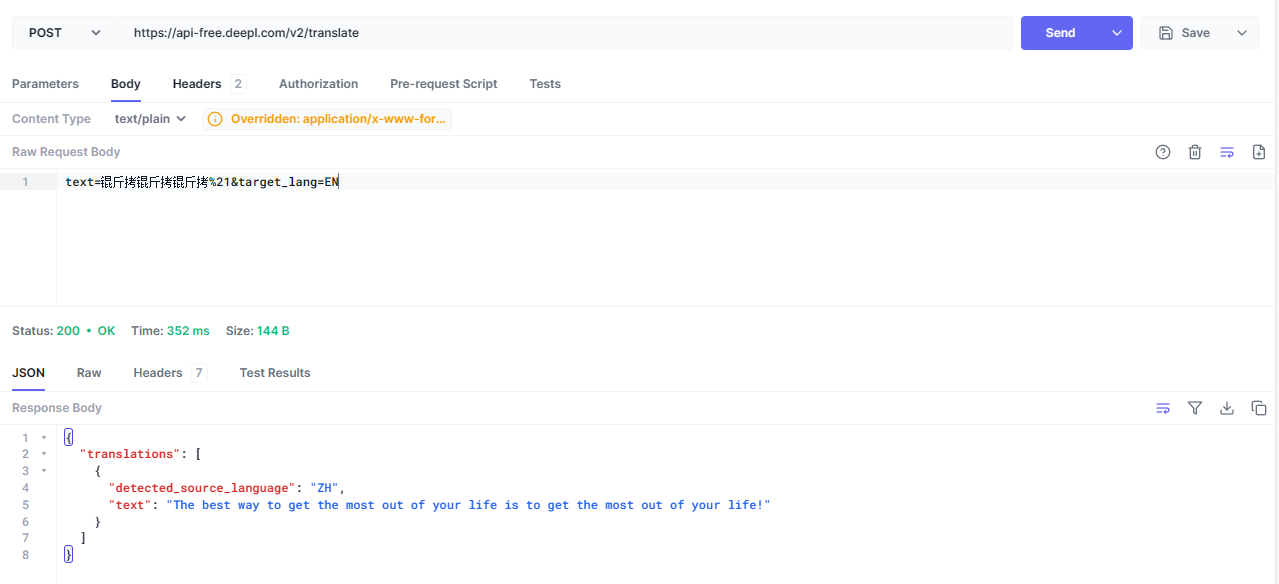 POST https://api-free.deepl.com/v2/translate Send Save
Parameters Body Headers 2 Authorization Pre-request Script Tests
Content Type text/plain Overridden: application/x-www-for...
Raw Request Body
1 text=锟斤拷锟斤拷锟斤拷%21&target_lang=EN
Status: 200 • OK Time: 352 ms Size: 144 B
JSON Raw Headers 7 Test Results
Response Body
1 {
2 "translations": [
3 {
4 "detected_source_language": "ZH",
5 "text": "The best way to get the most out of your life is to get the most out of your life!"
6 }
7 ]
8 }